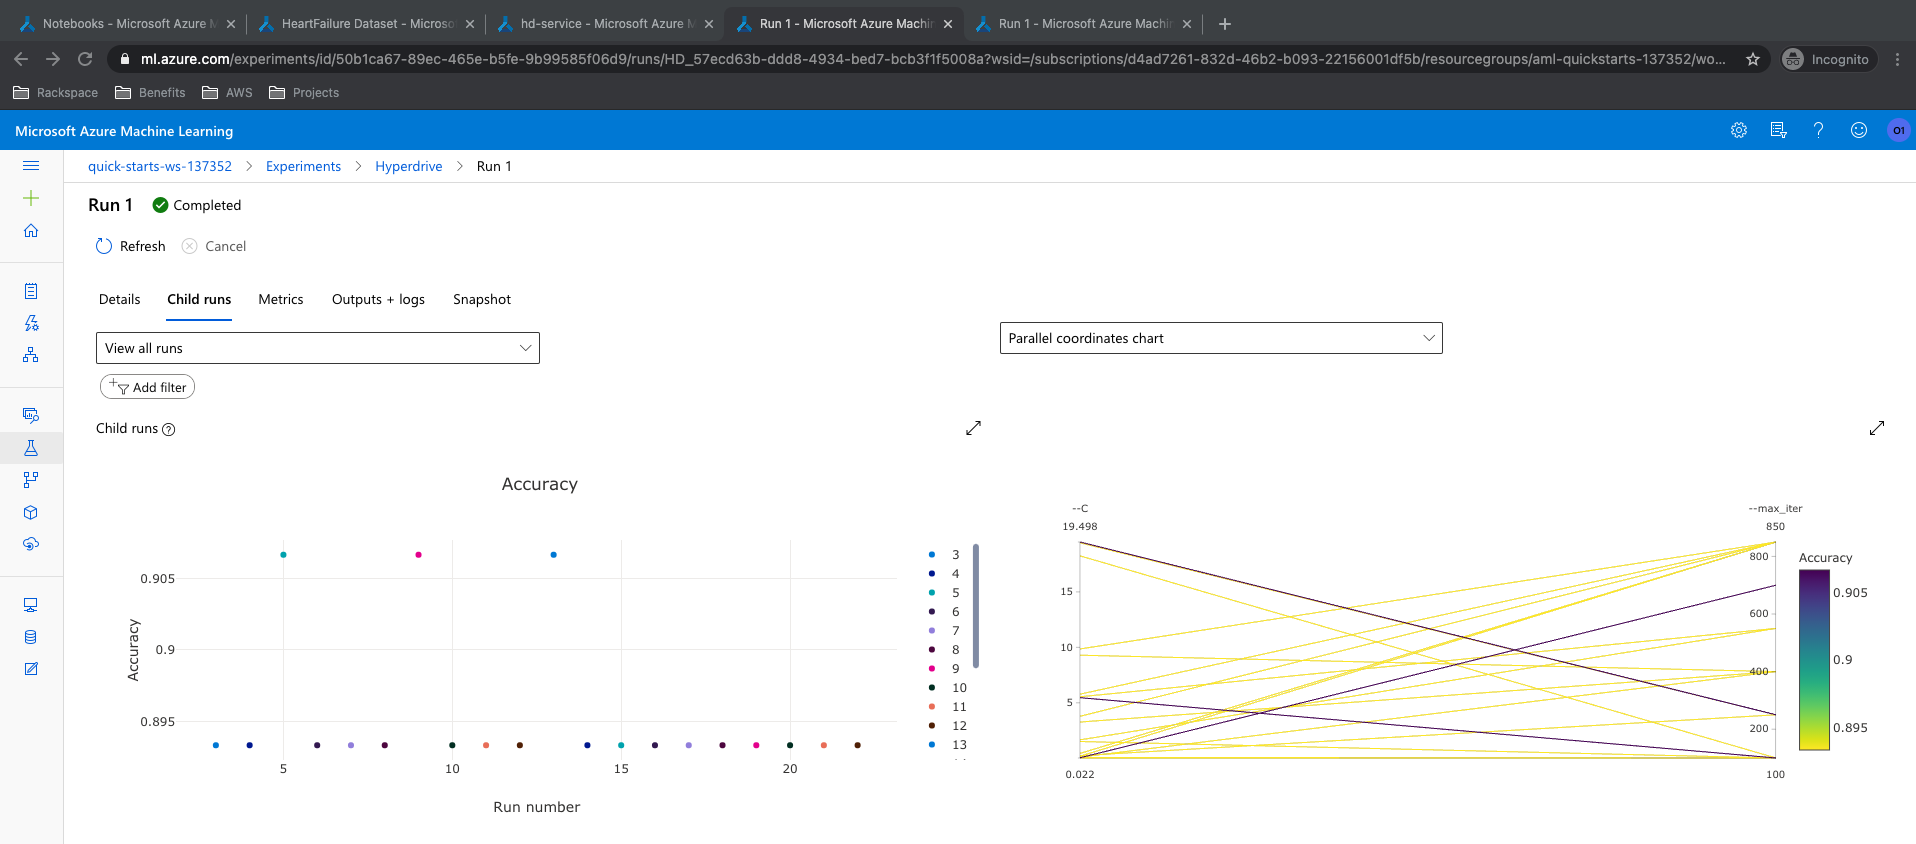 Notebooks - Microsoft Azure M
HeartFailure Dataset - Microsof
hd-service - Microsoft Azure M
Run 1 - Microsoft Azure Machin
Run 1 - Microsoft Azure Machin
ml.azure.com/experiments/id/50b1ca67-89ec-465e-b5fe-9b99585f06d9/runs/HD_57ecd63b-ddd8-4934-bed7-bcb3f1f5008a?wsid=/subscriptions/d4ad7261-832d-46b2-b093-22156001df5b/resourcegroups/aml-quickstarts-137352/wo...
Incognito
Rackspace
Benefits
AWS
Projects
Microsoft Azure Machine Learning
O1
quick-starts-ws-137352 > Experiments > Hyperdrive > Run 1
Run 1
Completed
Refresh
Cancel
Details
Child runs
Metrics
Outputs + logs
Snapshot
View all runs
Parallel coordinates chart
Add filter
Child runs
Accuracy
Accuracy
0.905
0.9
0.895
5
10
15
20
Run number
3
4
5
6
7
8
9
10
11
12
13
--C
19.498
15
10
5
0.022
--max_iter
850
800
600
400
200
100
Accuracy
0.905
0.9
0.895